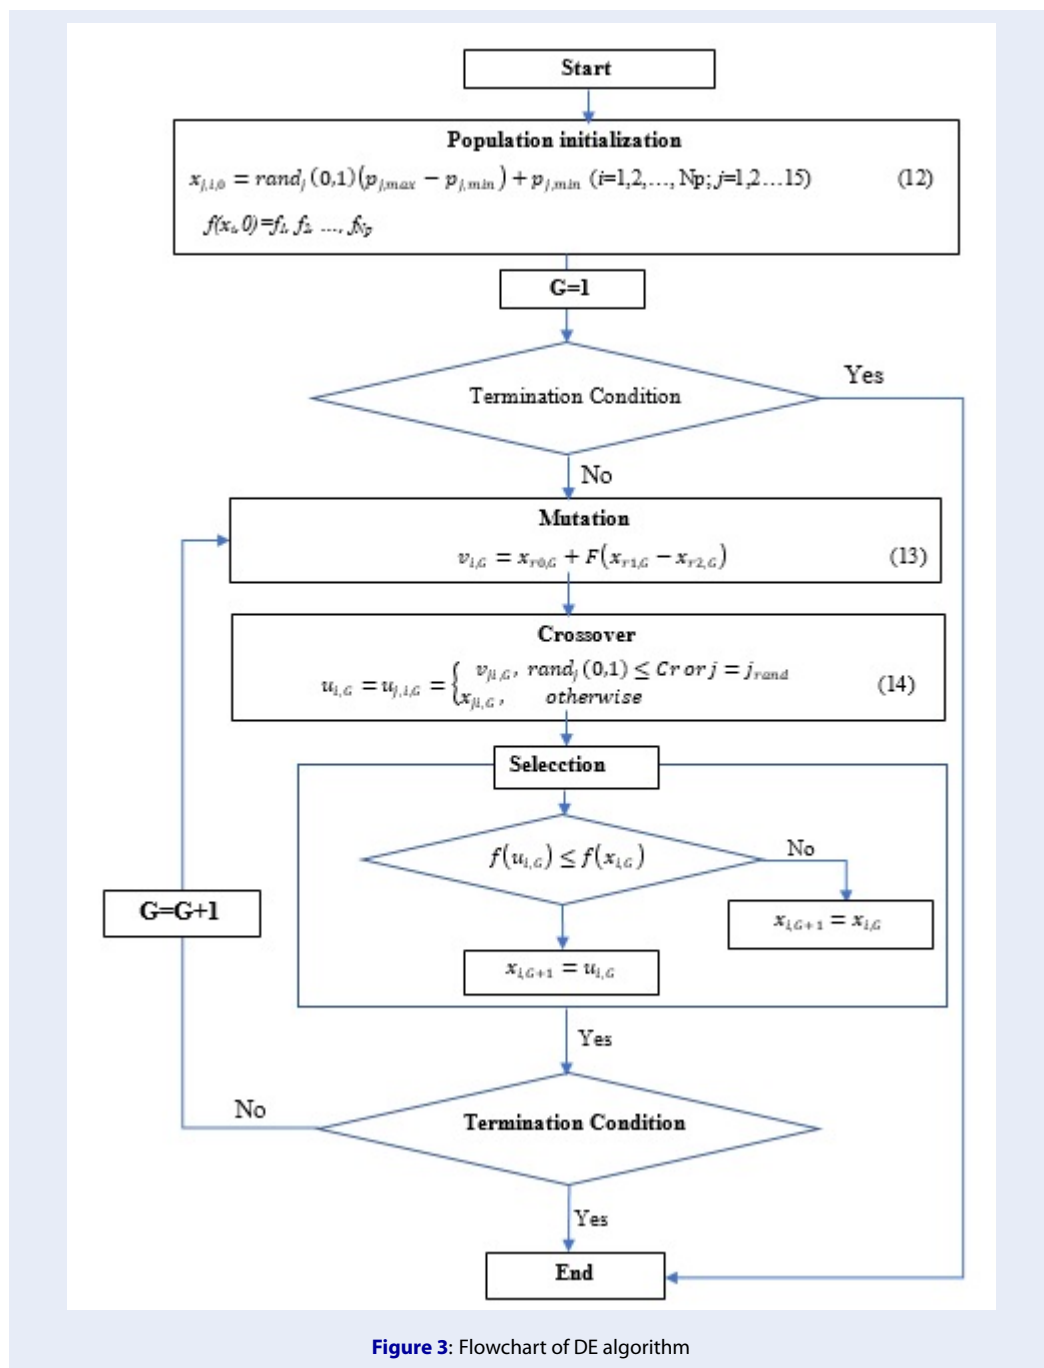 Start
Population initialization
x_{j,i,0} = rand_j (0,1)(p_{j,max} − p_{j,min}) + p_{j,min} (i=1,2,…, Np; j=1,2…15) (12)
f(x_i, 0)=f_1, f_2, …, f_{Np}
G=1
Termination Condition
Yes
No
Mutation
v_{i,G} = x_{r0,G} + F(x_{r1,G} − x_{r2,G}) (13)
Crossover
u_{i,G} = u_{j,i,G} = { v_{ji,G}, rand_j (0,1) ≤ Cr or j = j_{rand}
x_{ji,G}, otherwise (14)
Selecction
f(u_{i,G}) ≤ f(x_{i,G})
No
x_{i,G+1} = x_{i,G}
x_{i,G+1} = u_{i,G}
G=G+1
Yes
No
Termination Condition
Yes
End
Figure 3: Flowchart of DE algorithm